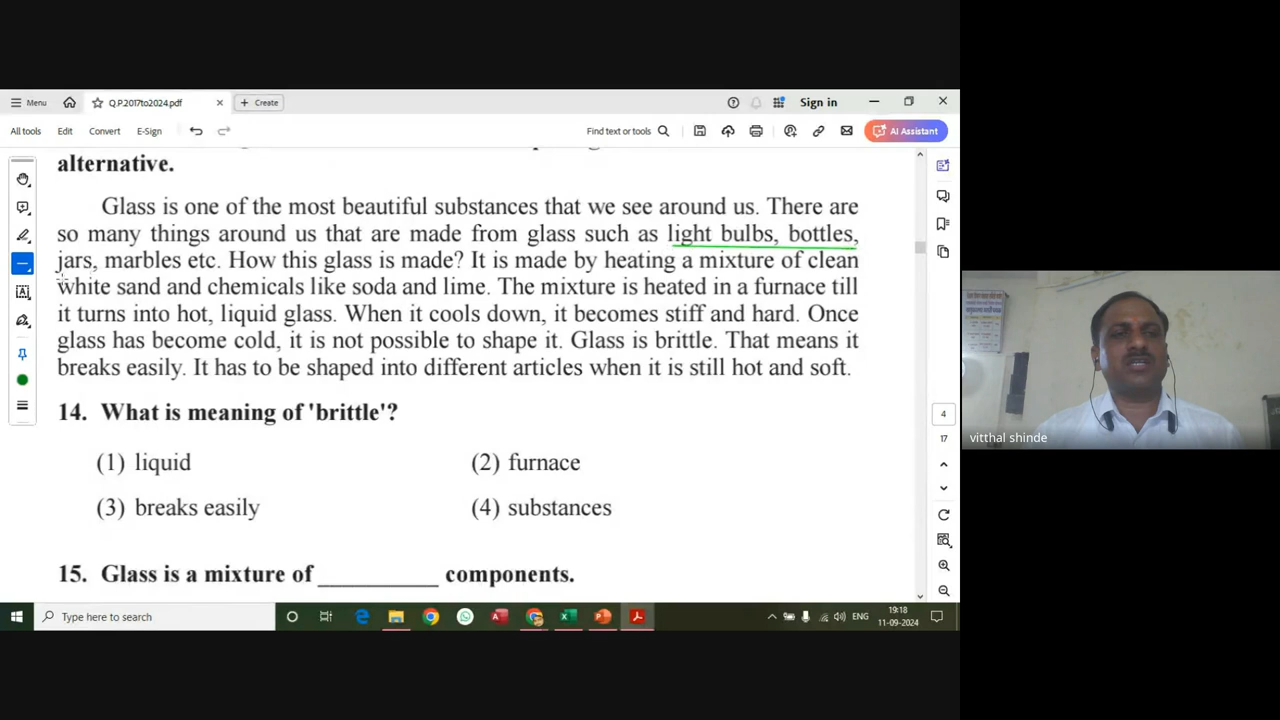 Menu
Q.P.2017to2024.pdf
Create
Sign in
All tools
Edit
Convert
E-Sign
Find text or tools
AI Assistant
alternative.
Glass is one of the most beautiful substances that we see around us. There are
so many things around us that are made from glass such as light bulbs, bottles,
jars, marbles etc. How this glass is made? It is made by heating a mixture of clean
white sand and chemicals like soda and lime. The mixture is heated in a furnace till
it turns into hot, liquid glass. When it cools down, it becomes stiff and hard. Once
glass has become cold, it is not possible to shape it. Glass is brittle. That means it
breaks easily. It has to be shaped into different articles when it is still hot and soft.
14. What is meaning of 'brittle'?
(1) liquid
(2) furnace
(3) breaks easily
(4) substances
15. Glass is a mixture of __________ components.
4
17
vitthal shinde
Type here to search
ENG
19:18
11-09-2024